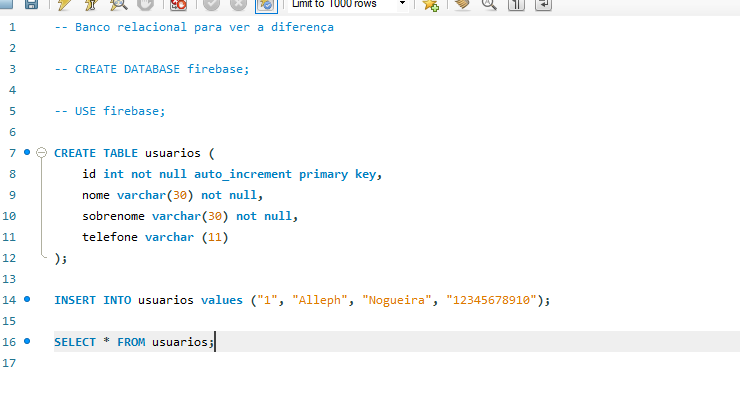 Limit to 1000 rows
1 -- Banco relacional para ver a diferença
2
3 -- CREATE DATABASE firebase;
4
5 -- USE firebase;
6
7 CREATE TABLE usuarios (
8 id int not null auto_increment primary key,
9 nome varchar(30) not null,
10 sobrenome varchar(30) not null,
11 telefone varchar (11)
12 );
13
14 INSERT INTO usuarios values ("1", "Alleph", "Nogueira", "12345678910");
15
16 SELECT * FROM usuarios;
17